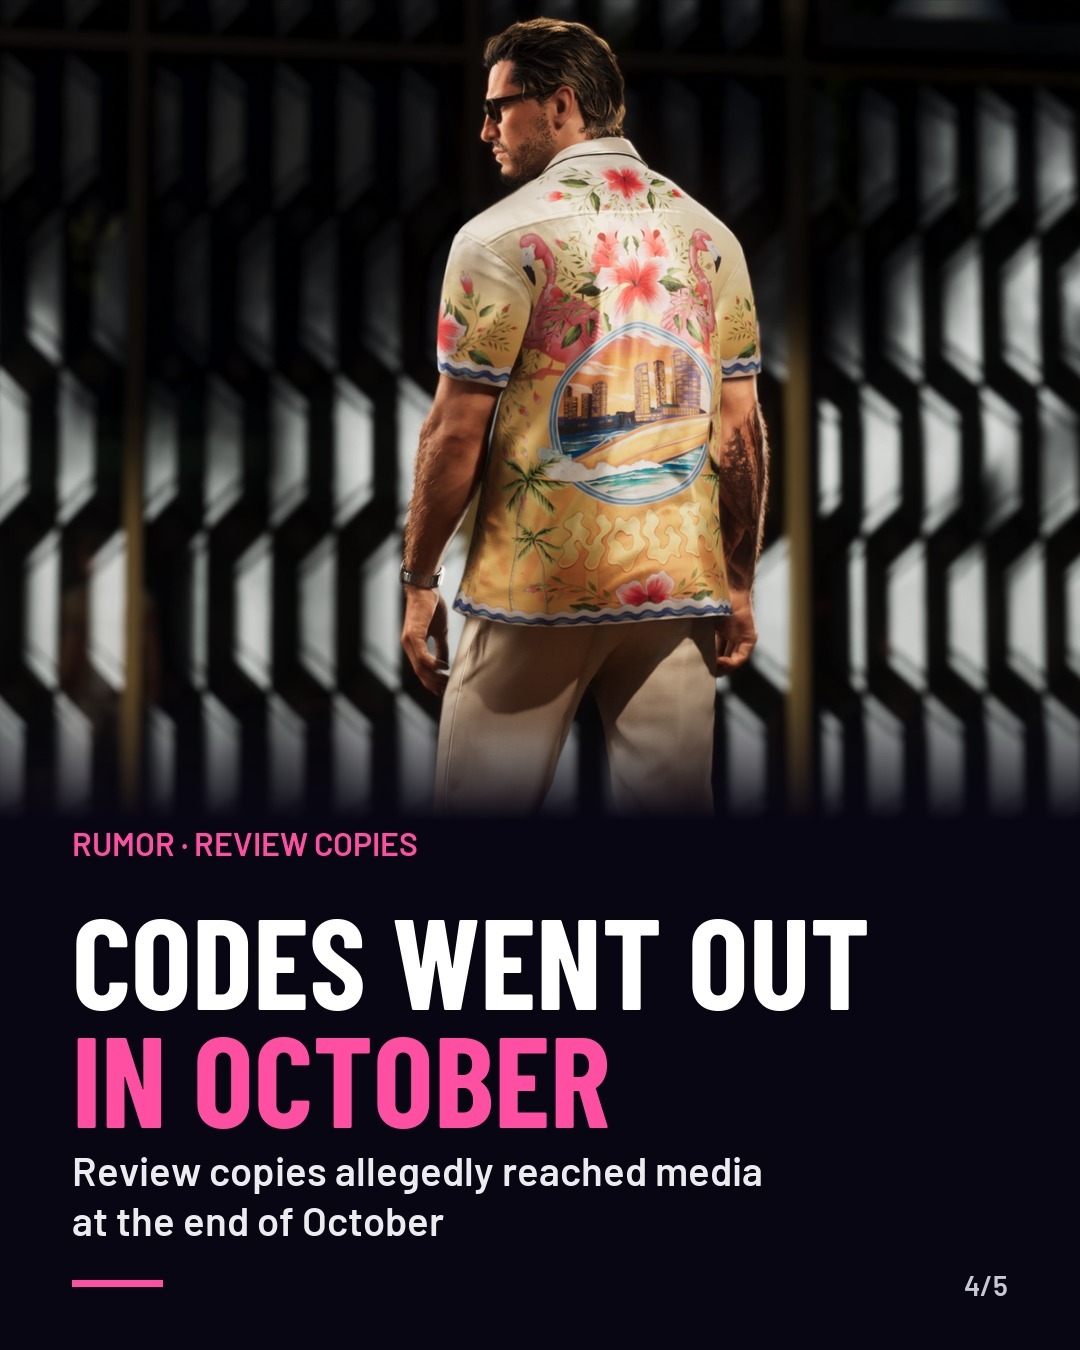 RUMOR · REVIEW COPIES
CODES WENT OUT
IN OCTOBER
Review copies allegedly reached media
at the end of October
4/5